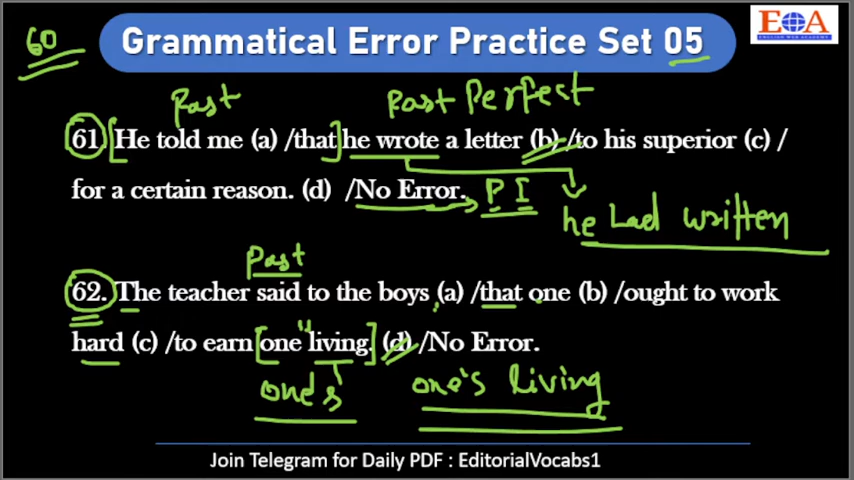 60
Grammatical Error Practice Set 05
EOA
ENGLISH WEB ACADEMY
Past
Past Perfect
61. He told me (a) /that he wrote a letter (b) /to his superior (c) /
for a certain reason. (d) /No Error.
P I
he had written
Past
62. The teacher said to the boys (a) /that one (b) /ought to work
hard (c) /to earn one living. (d) /No Error.
one's
one's living
Join Telegram for Daily PDF : EditorialVocabs1